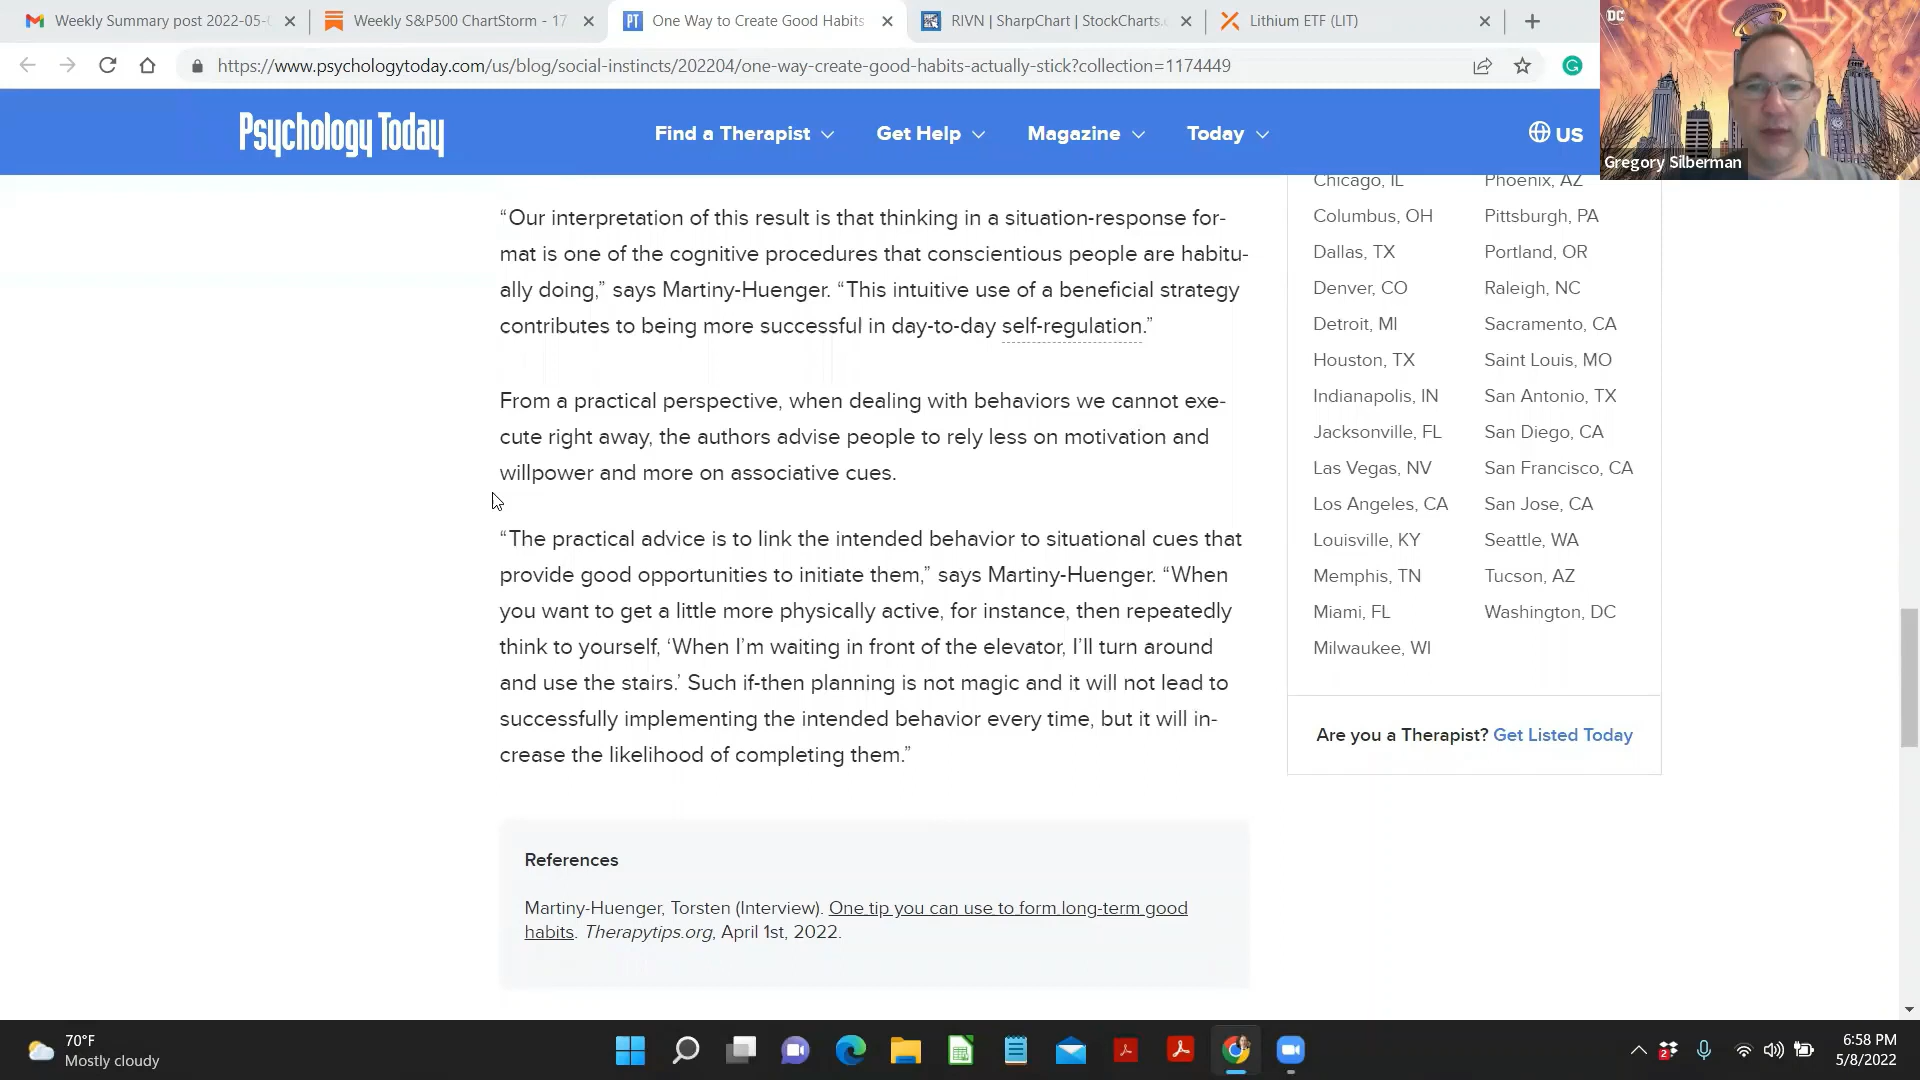 Weekly Summary post 2022-05-
Weekly S&P500 ChartStorm - 17
PT
One Way to Create Good Habits
RIVN | SharpChart | StockCharts.
Lithium ETF (LIT)
https://www.psychologytoday.com/us/blog/social-instincts/202204/one-way-create-good-habits-actually-stick?collection=1174449
DC
Gregory Silberman
Psychology Today
Find a Therapist
Get Help
Magazine
Today
US
“Our interpretation of this result is that thinking in a situation-response for-
mat is one of the cognitive procedures that conscientious people are habitu-
ally doing,” says Martiny-Huenger. “This intuitive use of a beneficial strategy
contributes to being more successful in day-to-day self-regulation.”
From a practical perspective, when dealing with behaviors we cannot exe-
cute right away, the authors advise people to rely less on motivation and
willpower and more on associative cues.
“The practical advice is to link the intended behavior to situational cues that
provide good opportunities to initiate them,” says Martiny-Huenger. “When
you want to get a little more physically active, for instance, then repeatedly
think to yourself, ‘When I’m waiting in front of the elevator, I’ll turn around
and use the stairs.’ Such if-then planning is not magic and it will not lead to
successfully implementing the intended behavior every time, but it will in-
crease the likelihood of completing them.”
References
Martiny-Huenger, Torsten (Interview). One tip you can use to form long-term good
habits. Therapytips.org, April 1st, 2022.
Chicago, IL
Columbus, OH
Dallas, TX
Denver, CO
Detroit, MI
Houston, TX
Indianapolis, IN
Jacksonville, FL
Las Vegas, NV
Los Angeles, CA
Louisville, KY
Memphis, TN
Miami, FL
Milwaukee, WI
Phoenix, AZ
Pittsburgh, PA
Portland, OR
Raleigh, NC
Sacramento, CA
Saint Louis, MO
San Antonio, TX
San Diego, CA
San Francisco, CA
San Jose, CA
Seattle, WA
Tucson, AZ
Washington, DC
Are you a Therapist? Get Listed Today
70°F
Mostly cloudy
2
6:58 PM
5/8/2022